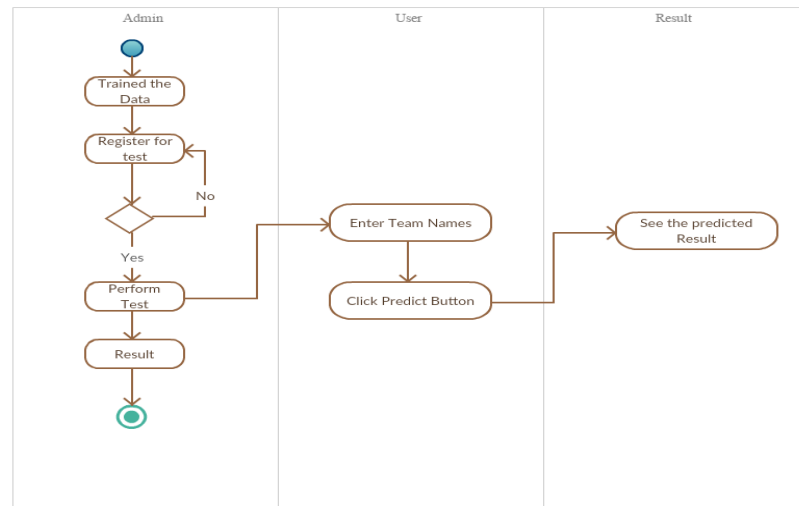 Admin
User
Result
Trained the
Data
Register for
test
No
Yes
Perform
Test
Result
Enter Team Names
Click Predict Button
See the predicted
Result